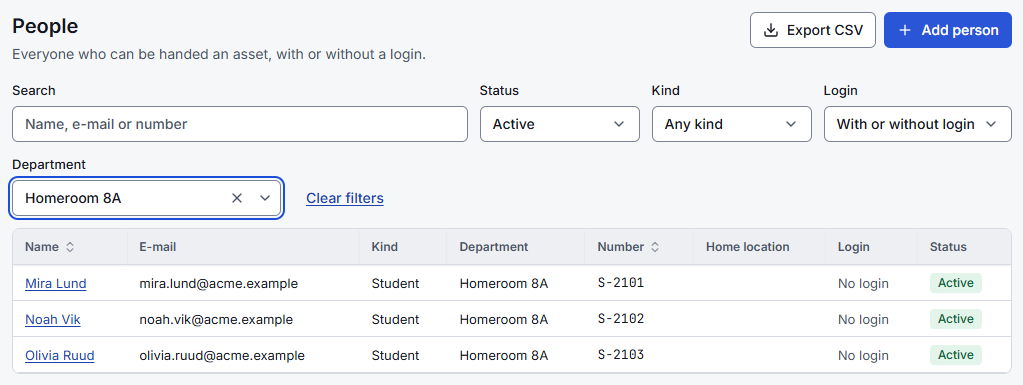 People
Export CSV
Add person
Everyone who can be handed an asset, with or without a login.
Search Status Kind Login
Name, e-mail or number Active Any kind With or without login
Department
Homeroom 8A Clear filters
Name E-mail Kind Department Number Home location Login Status
Mira Lund mira.lund@acme.example Student Homeroom 8A S-2101 No login Active
Noah Vik noah.vik@acme.example Student Homeroom 8A S-2102 No login Active
Olivia Ruud olivia.ruud@acme.example Student Homeroom 8A S-2103 No login Active